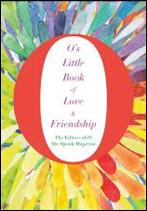 O's
Little
Book
of
Love
&
Friendship
The Editors of O,
The Oprah Magazine